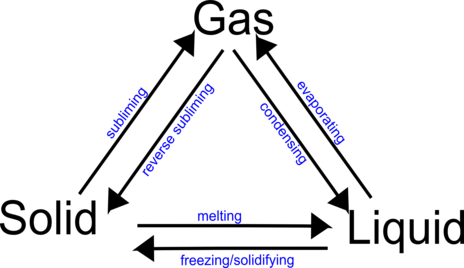 Gas
subliming
reverse subliming
condensing
evaporating
Solid
melting
Liquid
freezing/solidifying